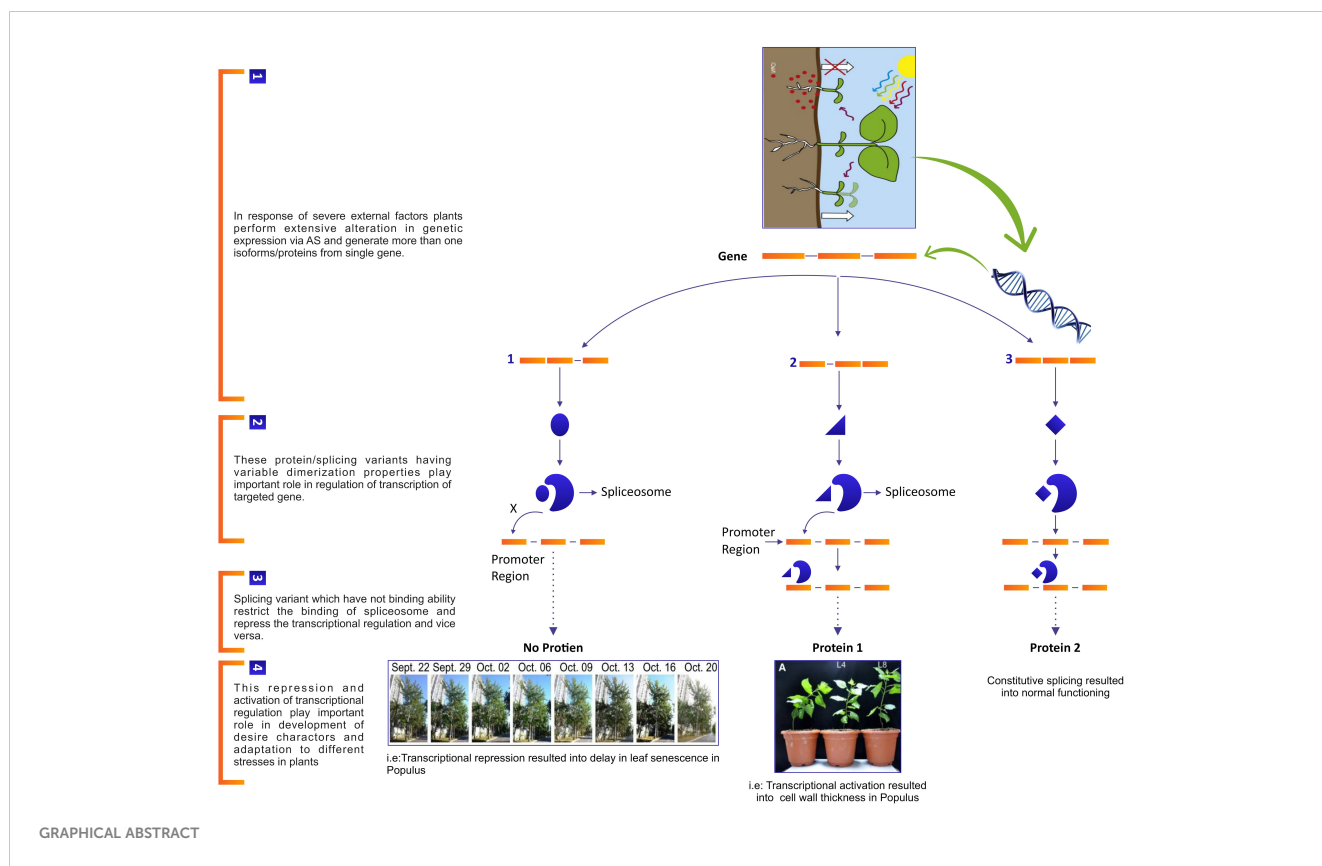 1
In response of severe external factors plants
perform extensive alteration in genetic
expression via AS and generate more than one
isoforms/proteins from single gene.
2
These protein/splicing variants having
variable dimerization properties play
important role in regulation of transcription of
targeted gene.
3
Splicing variant which have not binding ability
restrict the binding of spliceosome and
repress the transcriptional regulation and vice
versa.
4
This repression and
activation of transcriptional
regulation play important
role in development of
desire charactors and
adaptation to different
stresses in plants
Gene
1
2
3
Spliceosome
X
Promoter
Region
Spliceosome
Promoter
Region
No Protien
Protein 1
Protein 2
Sept. 22 Sept. 29 Oct. 02 Oct. 06 Oct. 09 Oct. 13 Oct. 16 Oct. 20
i.e:Transcriptional repression resulted into delay in leaf senescence in
Populus
A
L4
L8
i.e: Transcriptional activation resulted
into cell wall thickness in Populus
Constitutive splicing resulted
into normal functioning
GRAPHICAL ABSTRACT